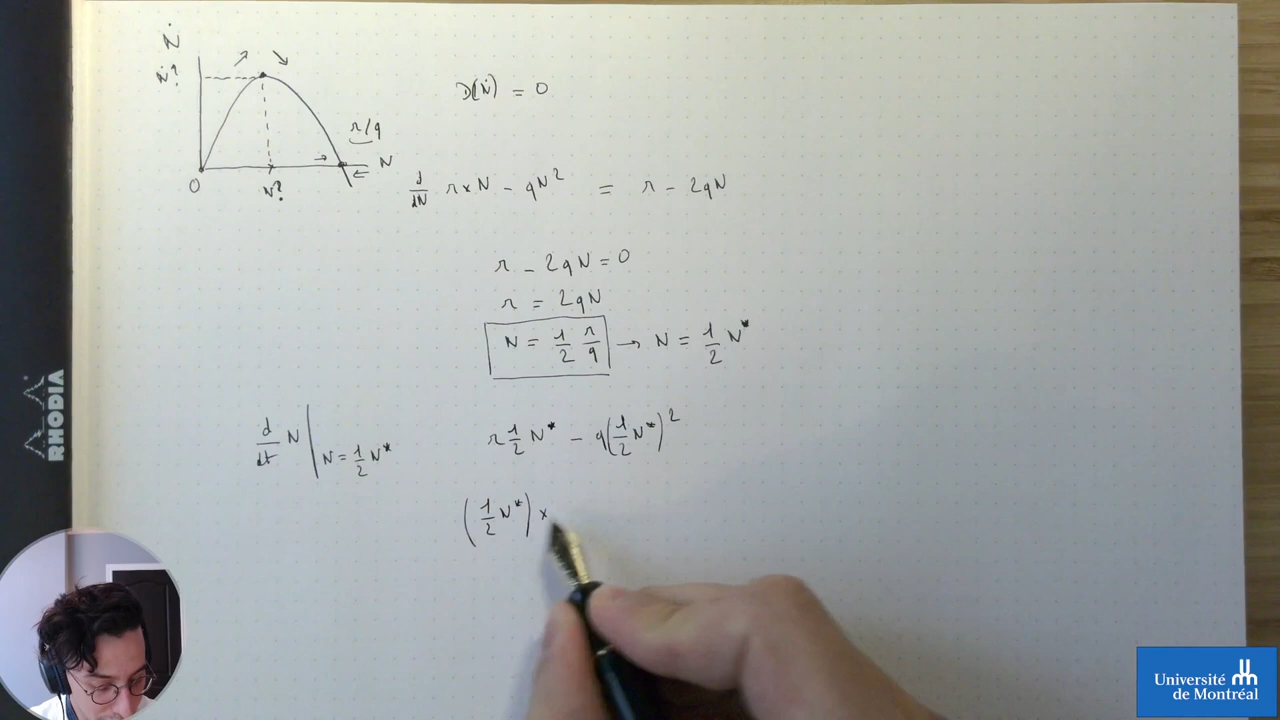 Ṅ
Ṅ?
r/q
N
0
N?
D(Ṅ) = 0
d/dN r×N - qN² = r - 2qN
r - 2qN = 0
r = 2qN
N = 1/2 r/q → N = 1/2 N*
d/dt N | N = 1/2 N*
r 1/2 N* - q(1/2 N*)²
(1/2 N*) ×
RHODIA
Université
de Montréal